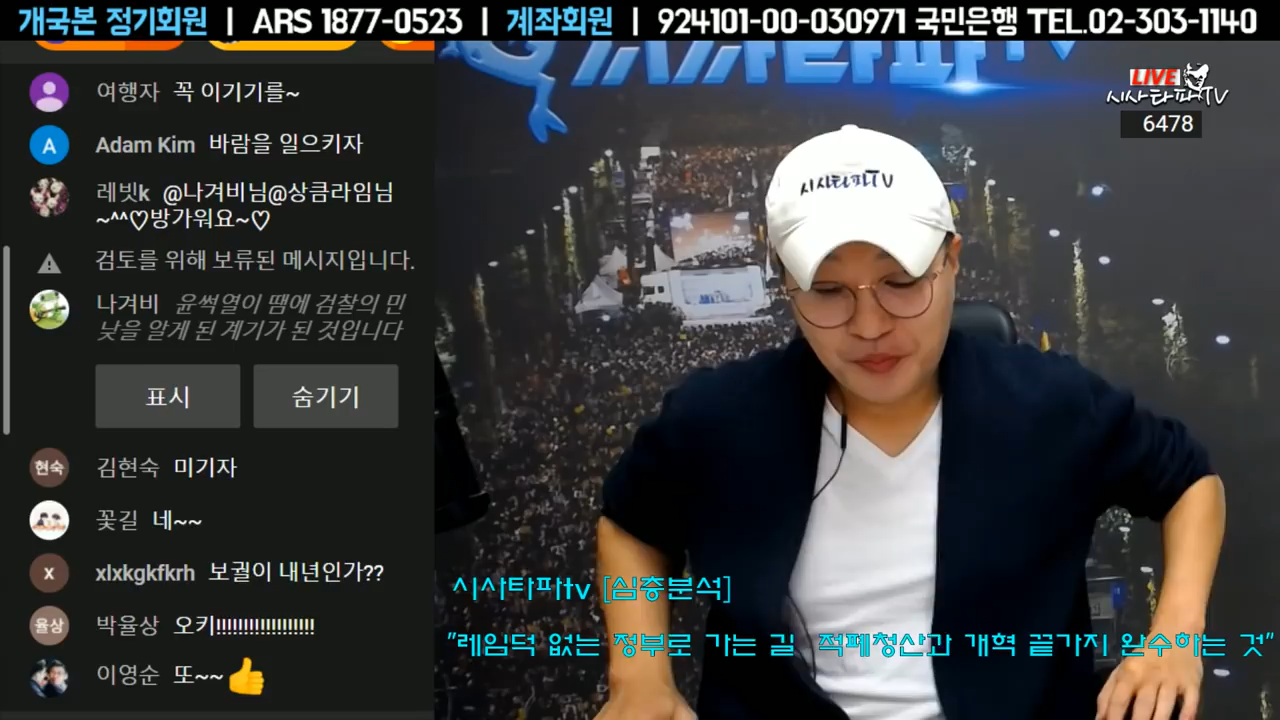 개국본 정기회원 | ARS 1877-0523 | 계좌회원 | 924101-00-030971 국민은행 TEL.02-303-1140
여행자 꼭 이기기를~
Adam Kim 바람을 일으키자
레빗k @나겨비님@상큼라임님
~^^♡방가워요~♡
검토를 위해 보류된 메시지입니다.
나겨비 윤썩열이 땜에 검찰의 민
낯을 알게 된 계기가 된 것입니다
표시 숨기기
현숙 김현숙 미기자
꽃길 네~~
x xlxkgkfkrh 보궐이 내년인가??
율상 박율상 오키!!!!!!!!!!!!!!!!!!
이영순 또~~👍
시사타파TV
LIVE
시사타파TV
6478
시사타파TV
시사타파tv [심층분석]
"레임덕 없는 정부로 가는 길 적폐청산과 개혁 끝가지 완수하는 것"